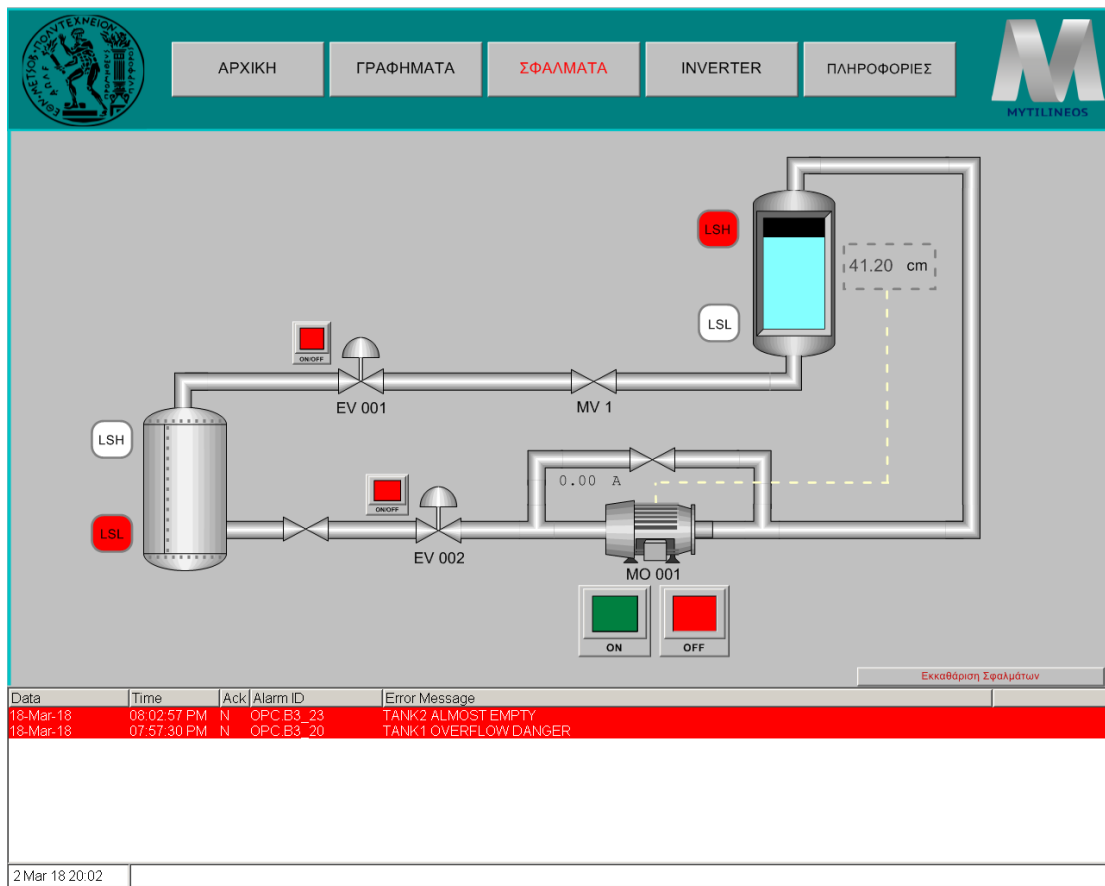 ΕΘΝ·ΜΕΤΣΟΒ·ΠΟΛΥΤΕΧΝΕΙΟΝ
ΑΡΧΙΚΗ
ΓΡΑΦΗΜΑΤΑ
ΣΦΑΛΜΑΤΑ
INVERTER
ΠΛΗΡΟΦΟΡΙΕΣ
MYTILINEOS
LSH
41.20 cm
LSL
ON/OFF
EV 001
MV 1
LSH
0.00 A
ON/OFF
LSL
EV 002
MO 001
ON
OFF
Εκκαθάριση Σφαλμάτων
Data Time Ack Alarm ID Error Message
18-Mar-18 08:02:57 PM N OPC.B3_23 TANK2 ALMOST EMPTY
18-Mar-18 07:57:30 PM N OPC.B3_20 TANK1 OVERFLOW DANGER
2 Mar 18 20:02